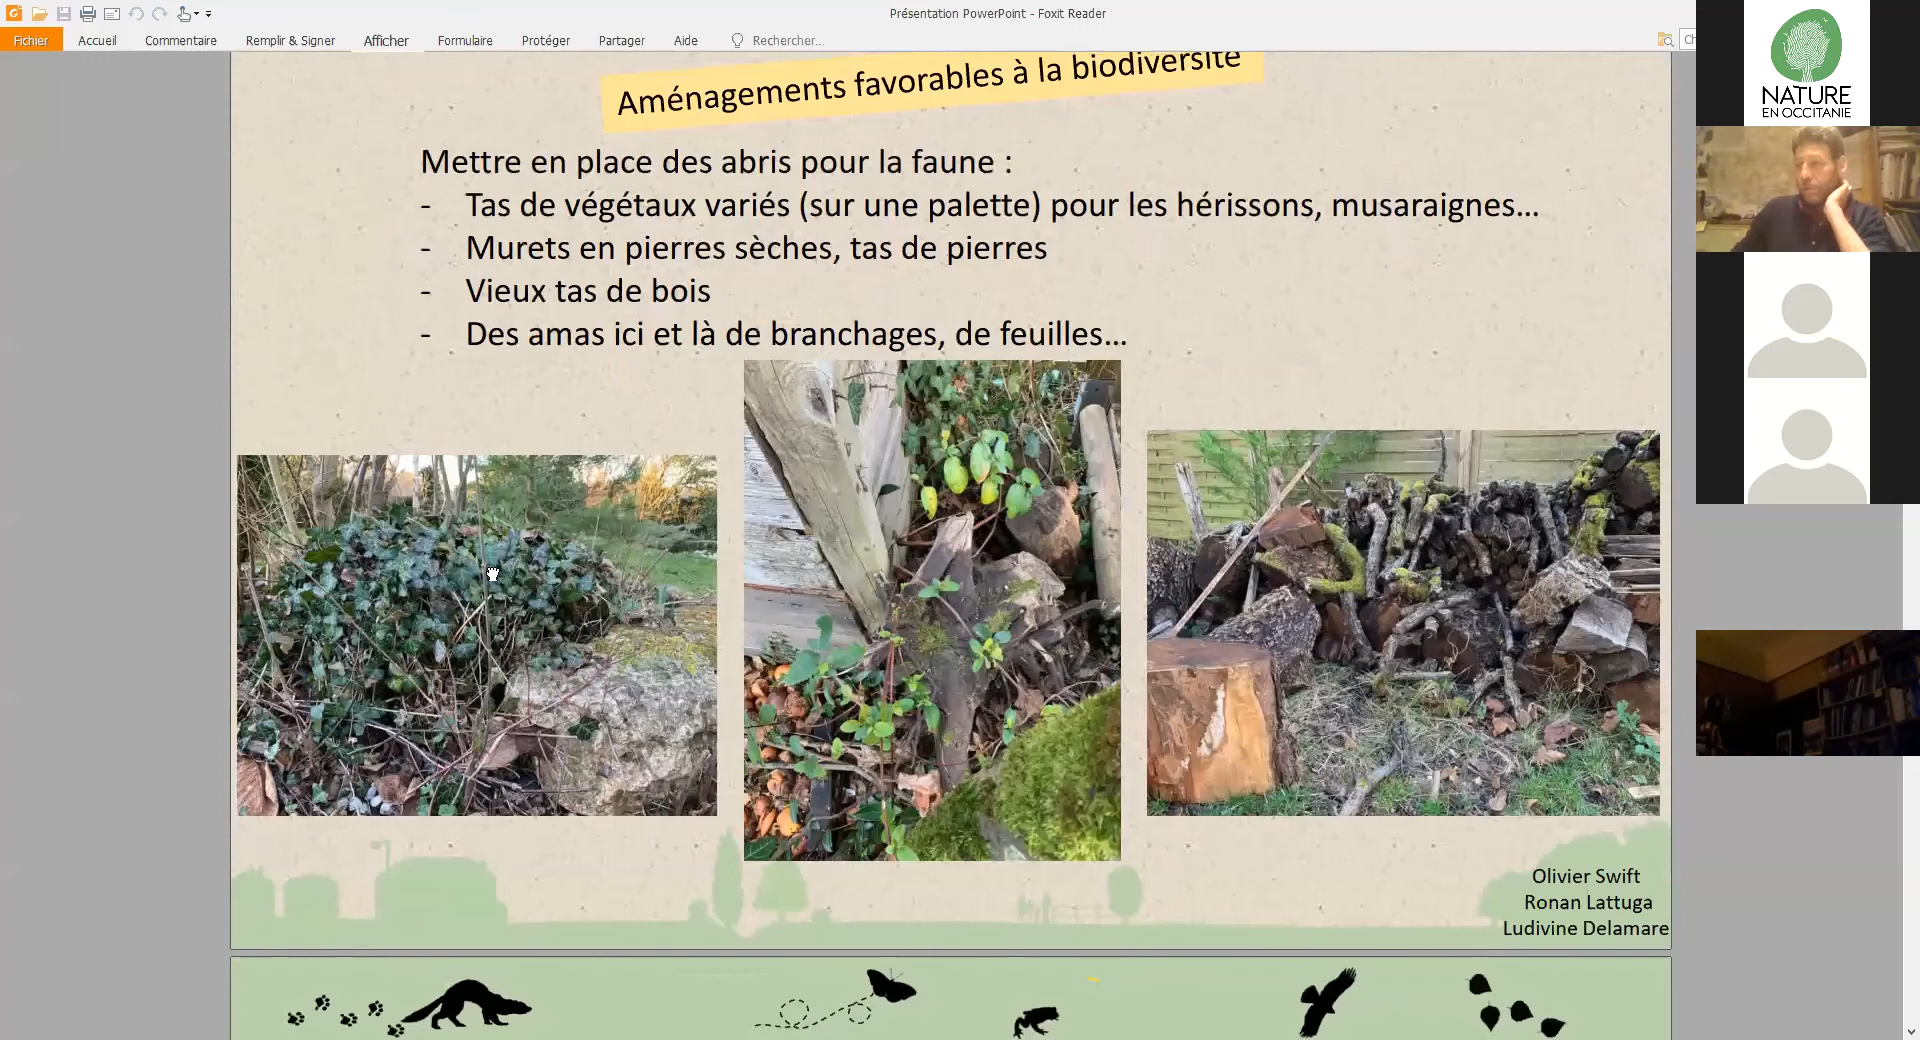 Présentation PowerPoint - Foxit Reader
Fichier Accueil Commentaire Remplir & Signer Afficher Formulaire Protéger Partager Aide Rechercher... Ch
NATURE
EN OCCITANIE
Aménagements favorables à la biodiversité
Mettre en place des abris pour la faune :
- Tas de végétaux variés (sur une palette) pour les hérissons, musaraignes...
- Murets en pierres sèches, tas de pierres
- Vieux tas de bois
- Des amas ici et là de branchages, de feuilles...
Olivier Swift
Ronan Lattuga
Ludivine Delamare